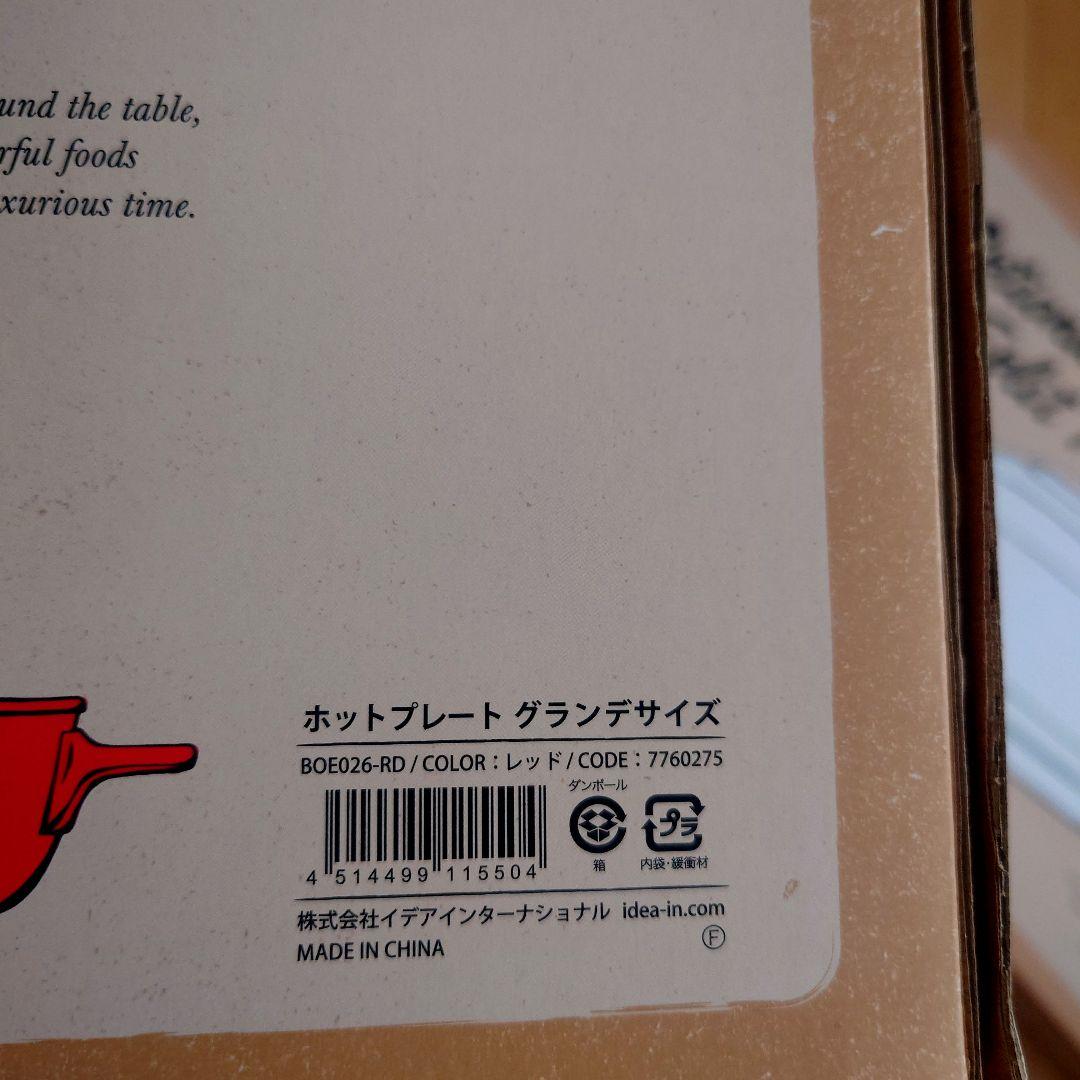 the table,
foods
time.
ホットプレート グランデサイズ
BOE026-RD / COLOR：レッド / CODE：7760275
ダンボール
プラ
箱
内袋・緩衝材
4 514499 115504
株式会社イデアインターナショナル idea-in.com
MADE IN CHINA
Ⓕ